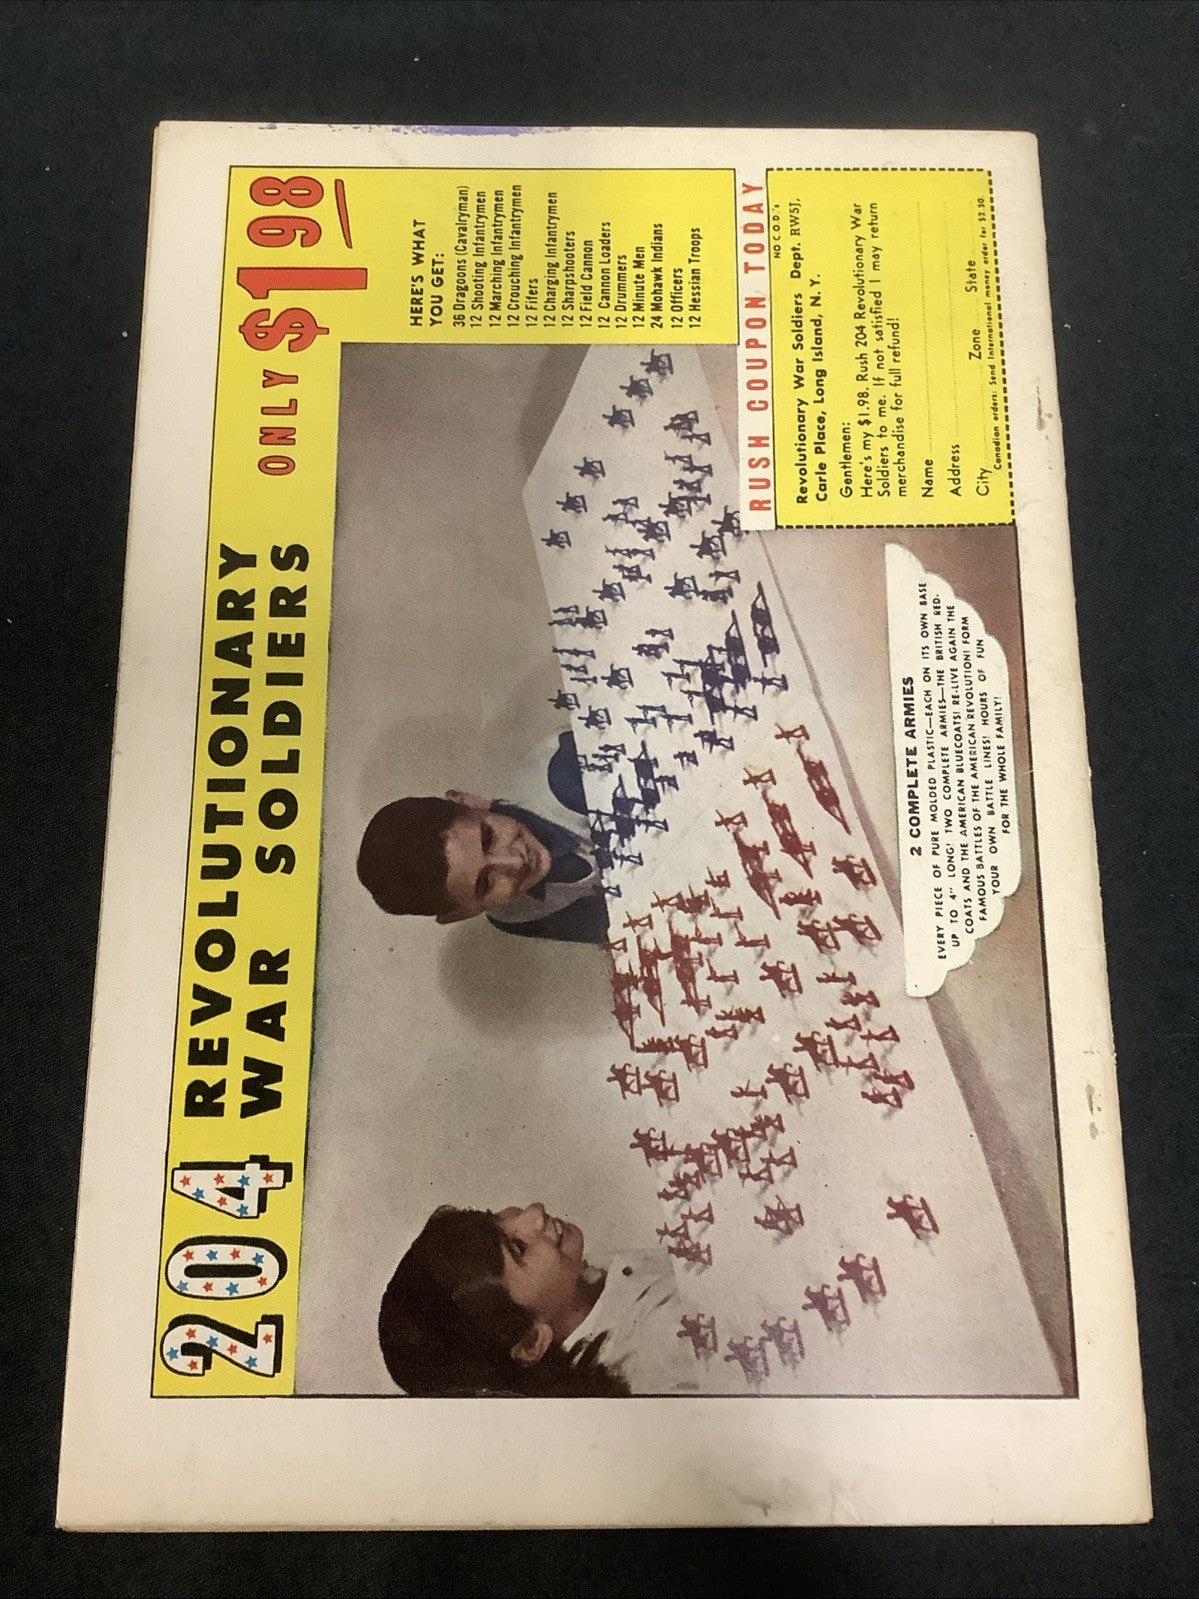 204 REVOLUTIONARY
WAR SOLDIERS
ONLY $1.98
HERE'S WHAT
YOU GET:
36 Dragoons (Cavalryman)
12 Shooting Infantrymen
12 Marching Infantrymen
12 Crouching Infantrymen
12 Fifers
12 Charging Infantrymen
12 Sharpshooters
12 Field Cannon
12 Cannon Loaders
12 Drummers
12 Minute Men
24 Mohawk Indians
12 Officers
12 Hessian Troops
2 COMPLETE ARMIES
EVERY PIECE OF PURE MOLDED PLASTIC—EACH ON ITS OWN BASE
UP TO 4" LONG! TWO COMPLETE ARMIES—THE BRITISH RED-
COATS AND THE AMERICAN BLUECOATS! RE-LIVE AGAIN THE
FAMOUS BATTLES OF THE AMERICAN REVOLUTION! FORM
YOUR OWN BATTLE LINES! HOURS OF FUN
FOR THE WHOLE FAMILY!
RUSH COUPON TODAY
NO C.O.D.'s
Revolutionary War Soldiers Dept. RW5J,
Carle Place, Long Island, N. Y.
Gentlemen:
Here's my $1.98. Rush 204 Revolutionary War
Soldiers to me. If not satisfied I may return
merchandise for full refund!
Name
Address
City Zone State
Canadian orders: Send International money order for $2.50.